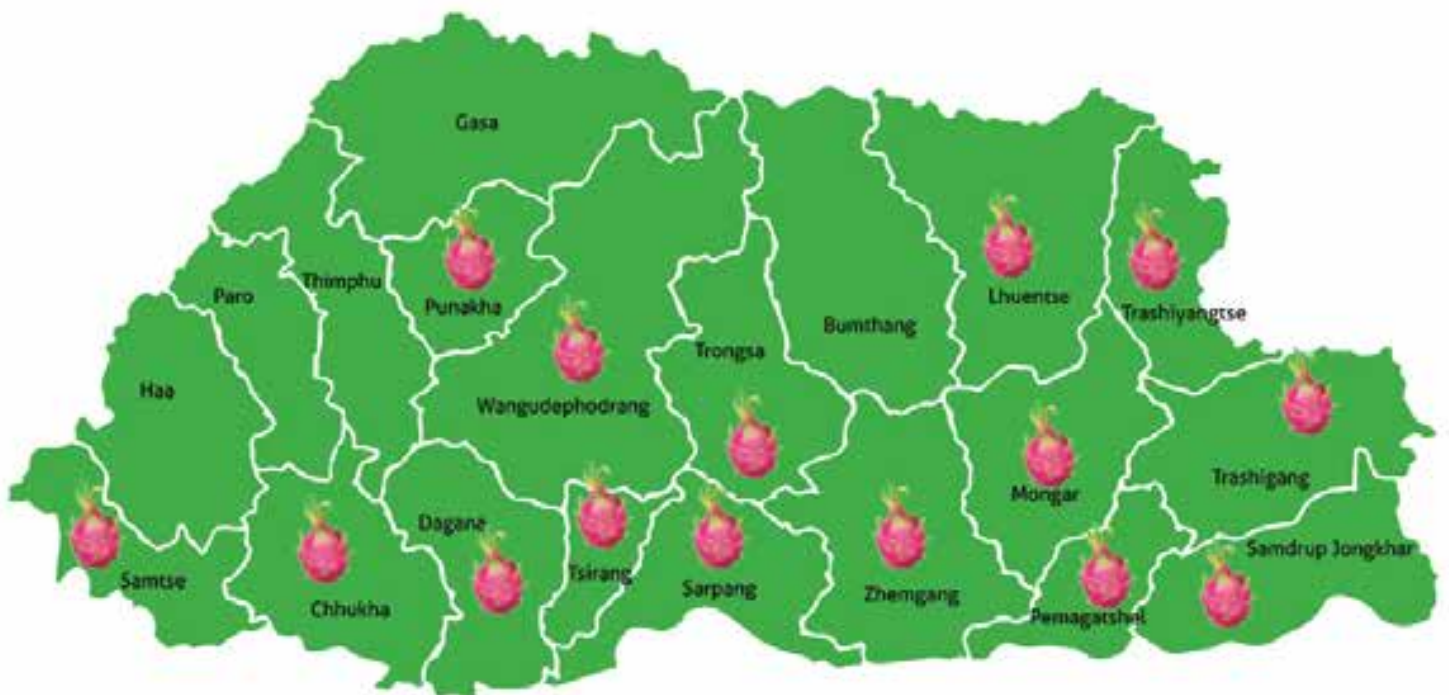 Gasa
Thimphu
Punakha
Paro
Haa
Wangudephodrang
Trongsa
Bumthang
Lhuentse
Trashiyangtse
Mongar
Trashigang
Samtse
Chhukha
Dagane
Tsirang
Sarpang
Zhemgang
Pemagatshel
Samdrup Jongkhar